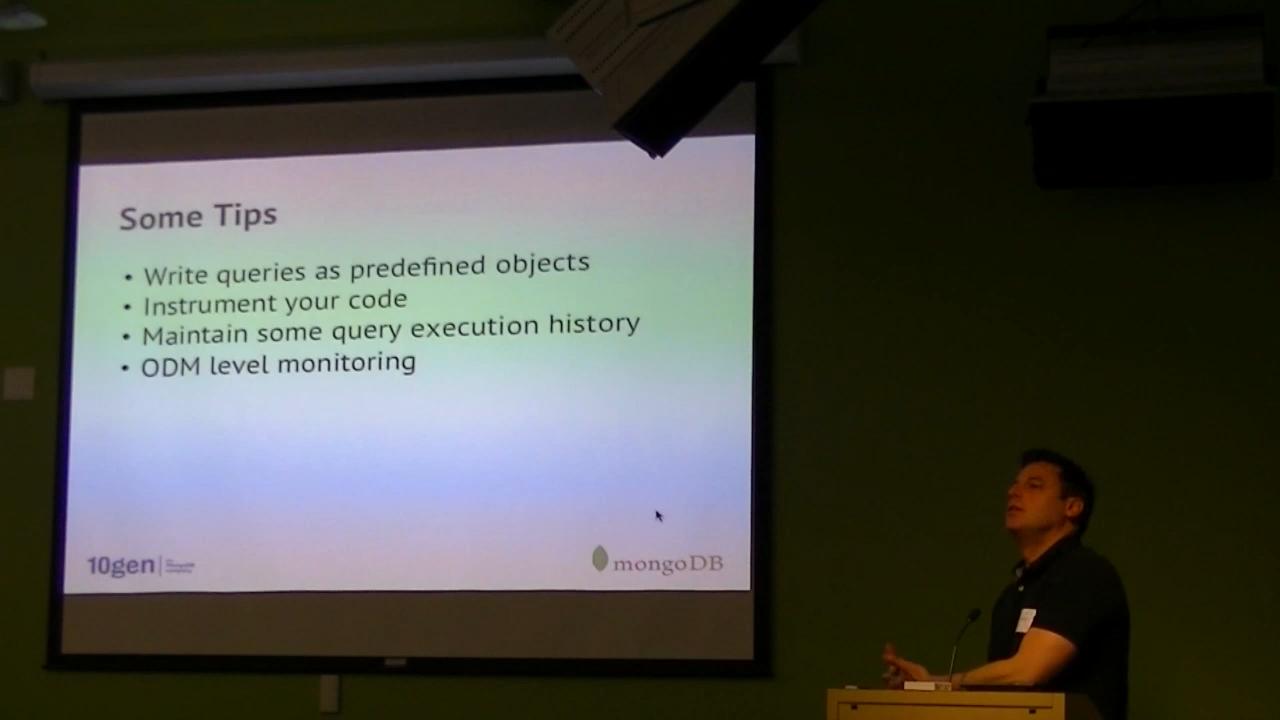 Some Tips
• Write queries as predefined objects
• Instrument your code
• Maintain some query execution history
• ODM level monitoring
10gen
mongoDB